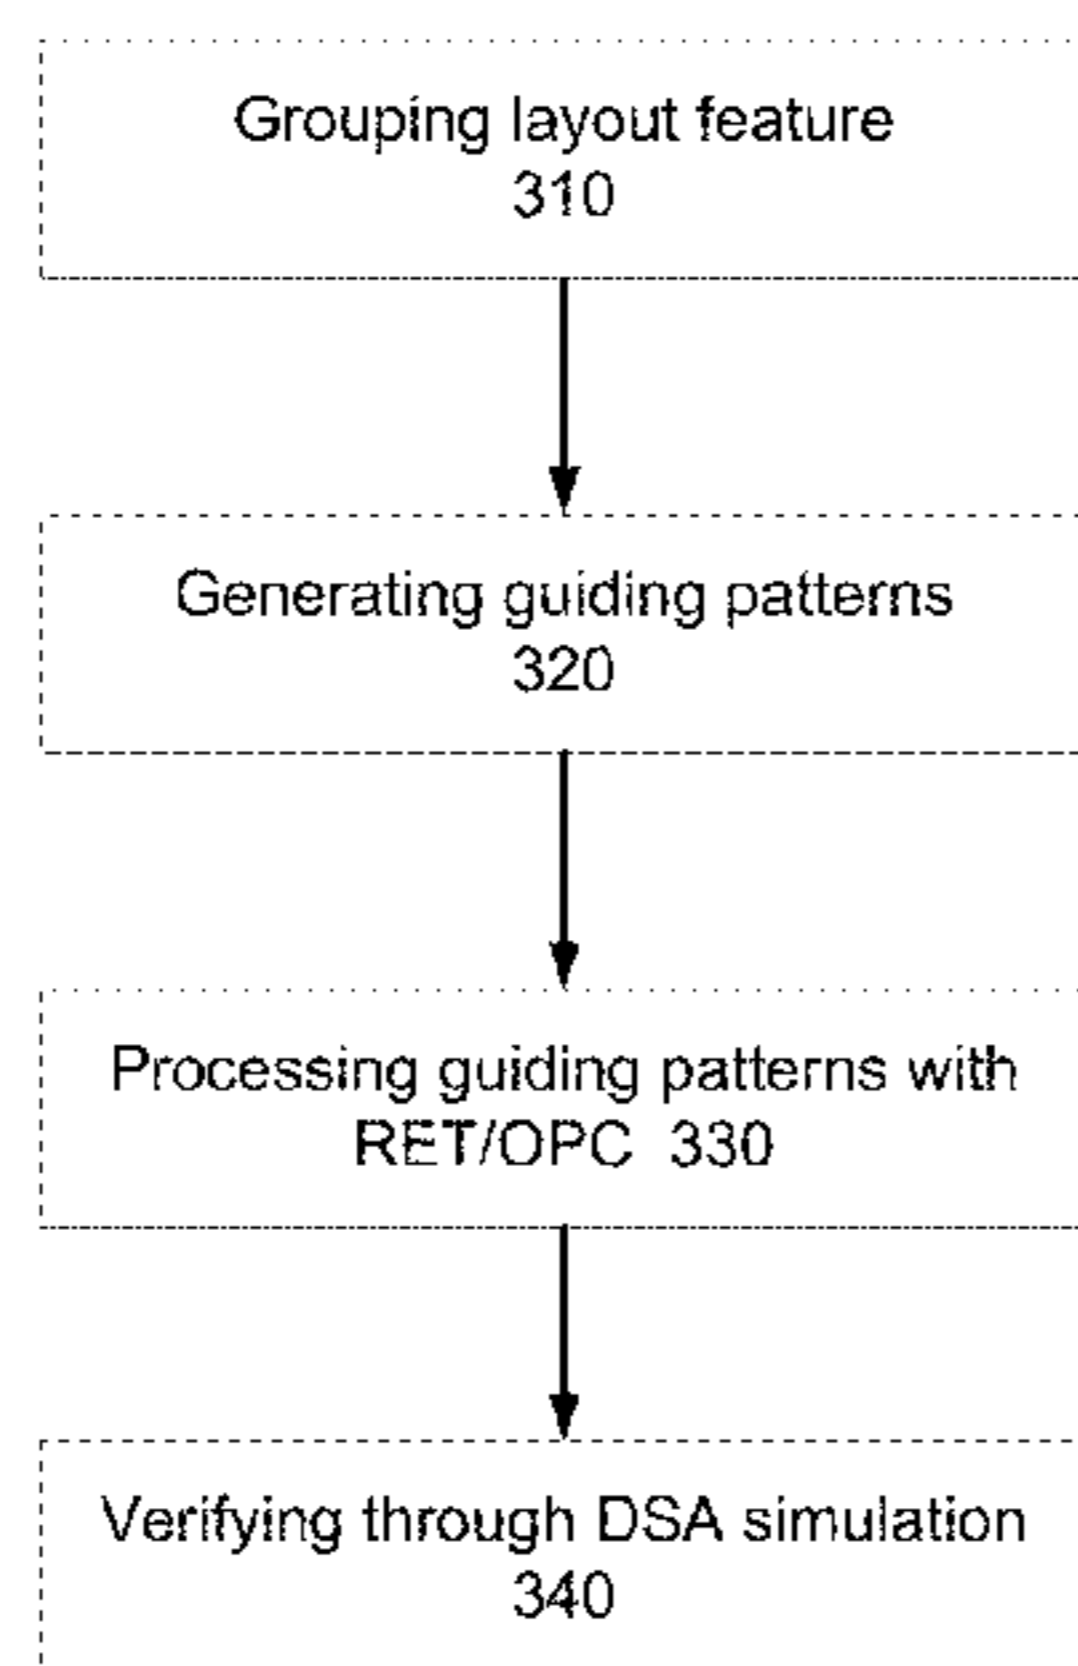 Grouping layout feature
310
Generating guiding patterns
320
Processing guiding patterns with
RET/OPC 330
Verifying through DSA simulation
340